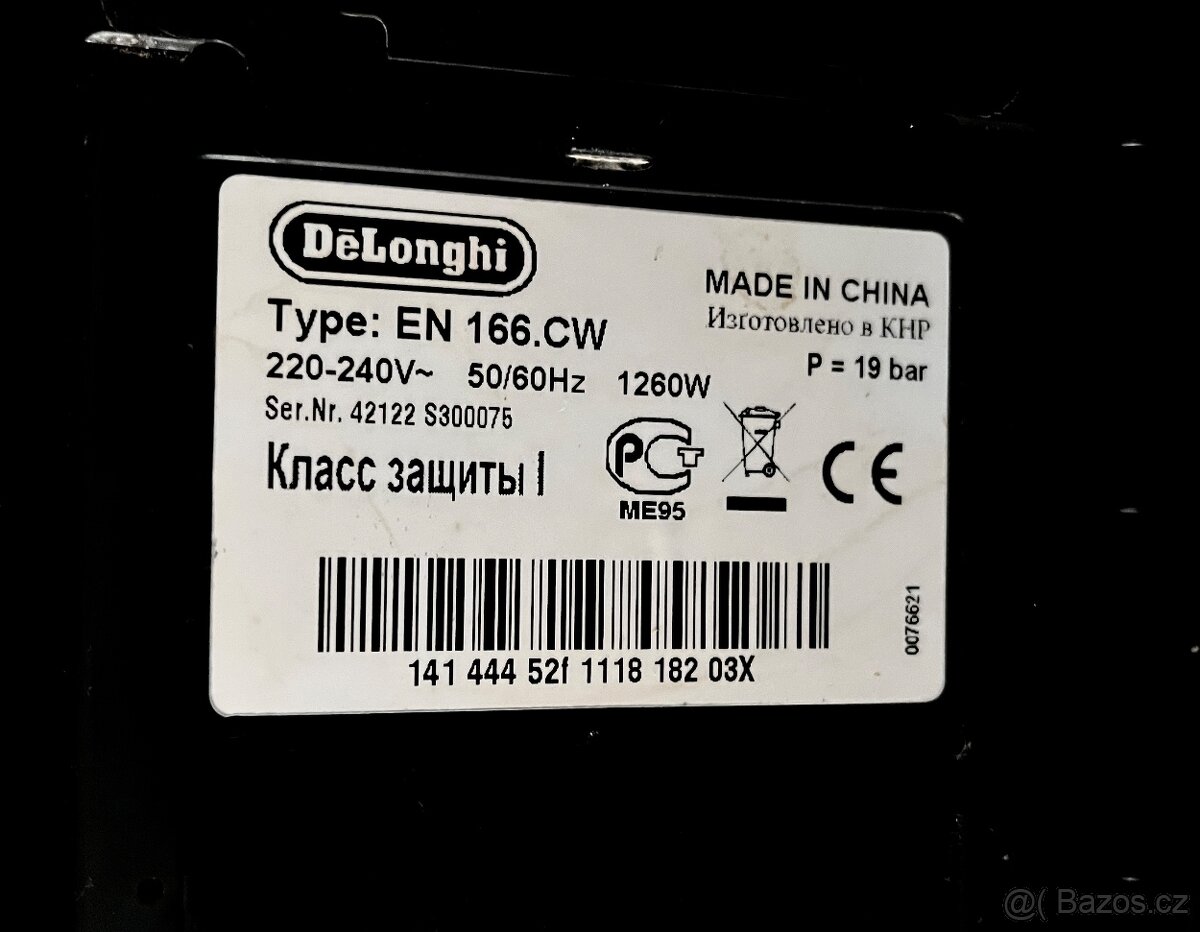 DēLonghi
MADE IN CHINA
Изготовлено в КНР
Type: EN 166.CW
P = 19 bar
220-240V~ 50/60Hz 1260W
Ser.Nr. 42122 S300075
Класс защиты I
РСТ
ME95
CE
141 444 52f 1118 182 03X
0076621
@( Bazos.cz